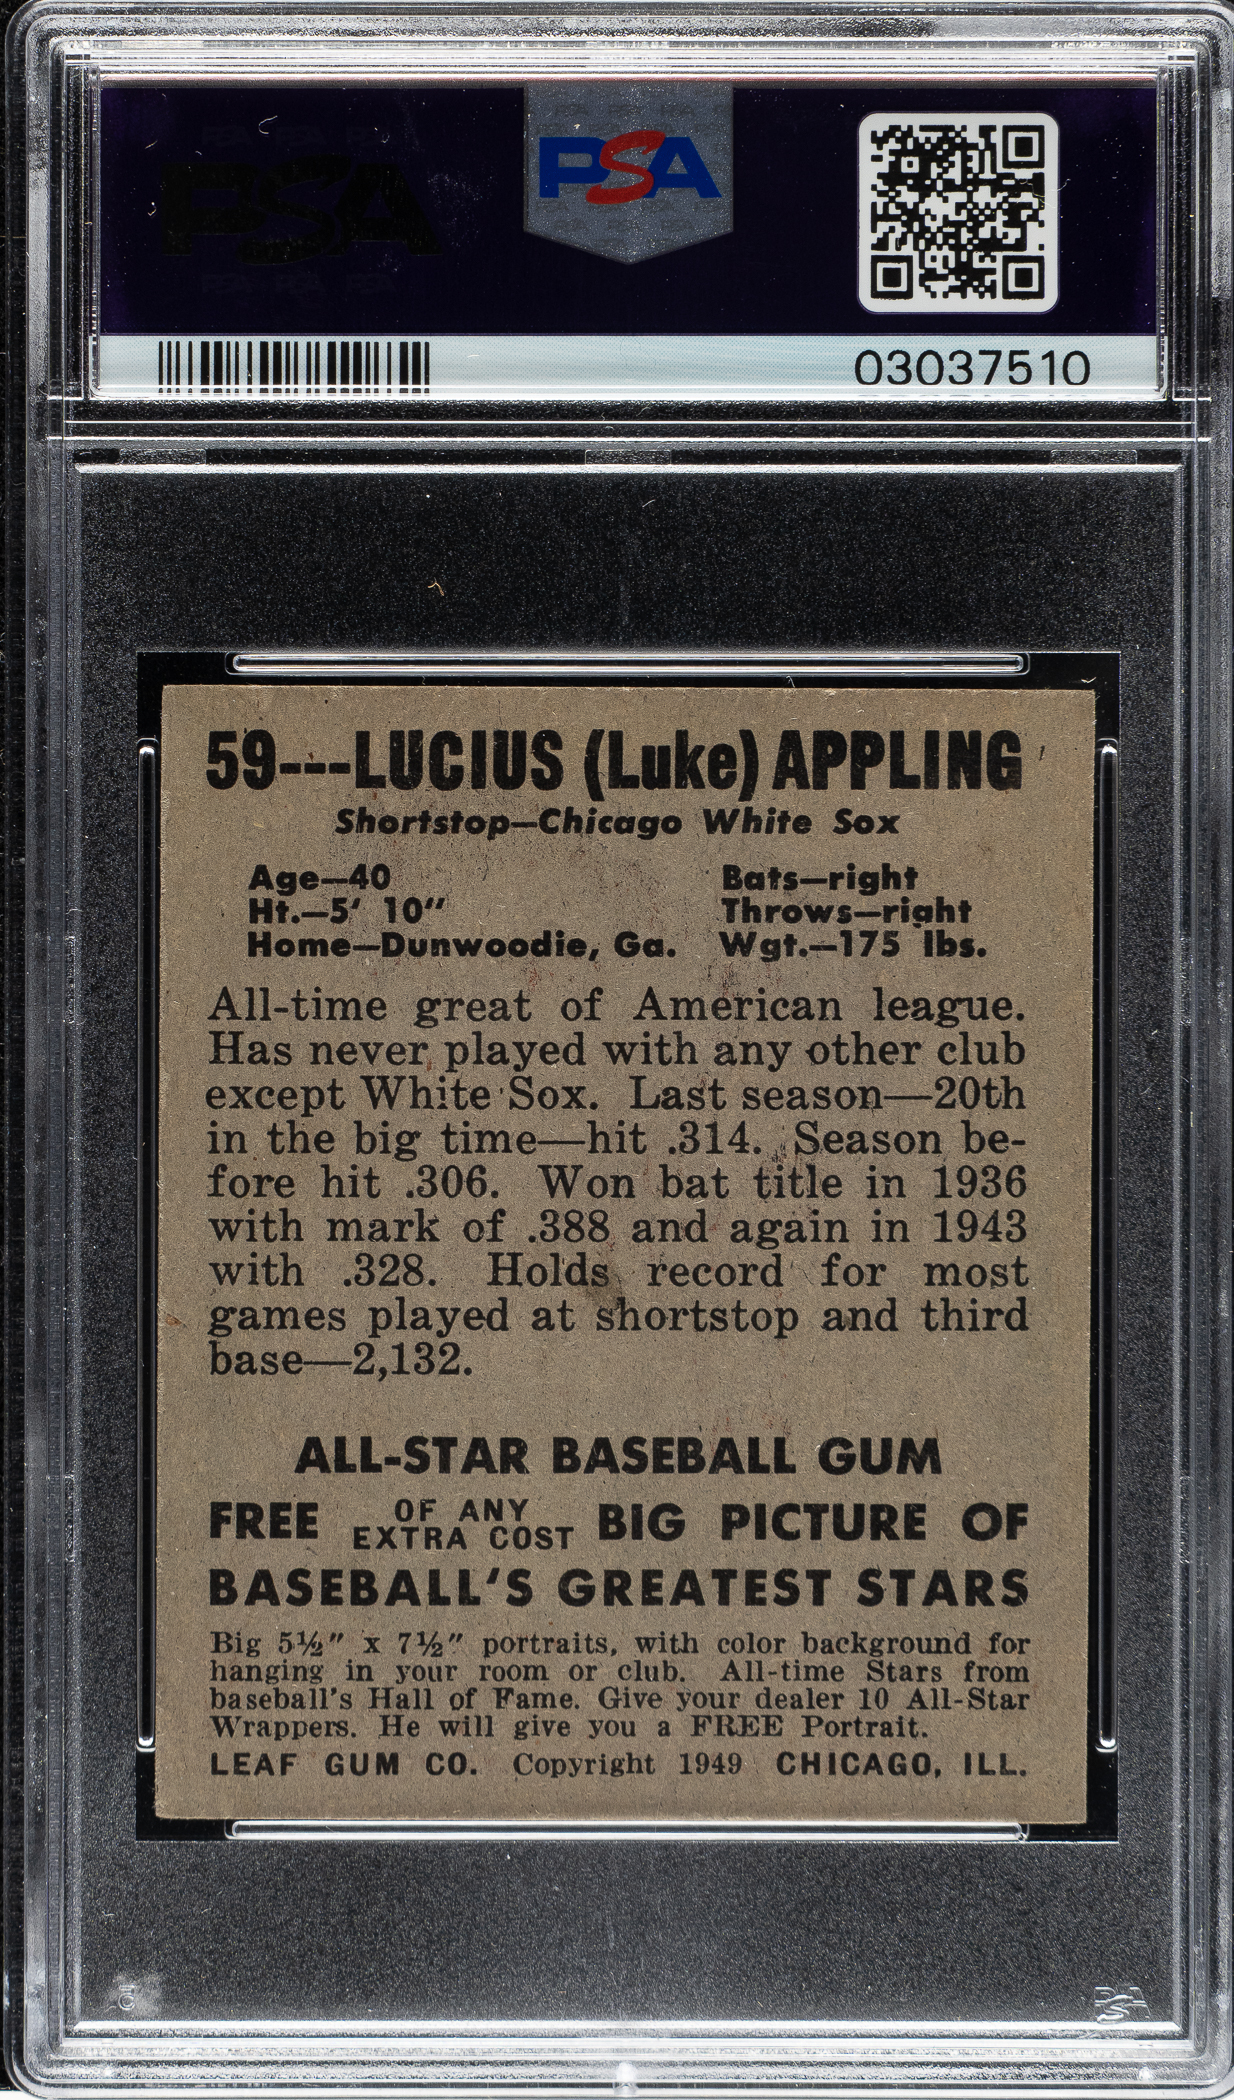 PSA
PSA
03037510
59---LUCIUS (Luke) APPLING
Shortstop—Chicago White Sox
Age—40 Bats—right
Ht.—5' 10" Throws—right
Home—Dunwoodie, Ga. Wgt.—175 lbs.
All-time great of American league.
Has never played with any other club
except White Sox. Last season—20th
in the big time—hit .314. Season be-
fore hit .306. Won bat title in 1936
with mark of .388 and again in 1943
with .328. Holds record for most
games played at shortstop and third
base—2,132.
ALL-STAR BASEBALL GUM
FREE OF ANY EXTRA COST BIG PICTURE OF
BASEBALL'S GREATEST STARS
Big 5½" x 7½" portraits, with color background for
hanging in your room or club. All-time Stars from
baseball's Hall of Fame. Give your dealer 10 All-Star
Wrappers. He will give you a FREE Portrait.
LEAF GUM CO. Copyright 1949 CHICAGO, ILL.
PSA